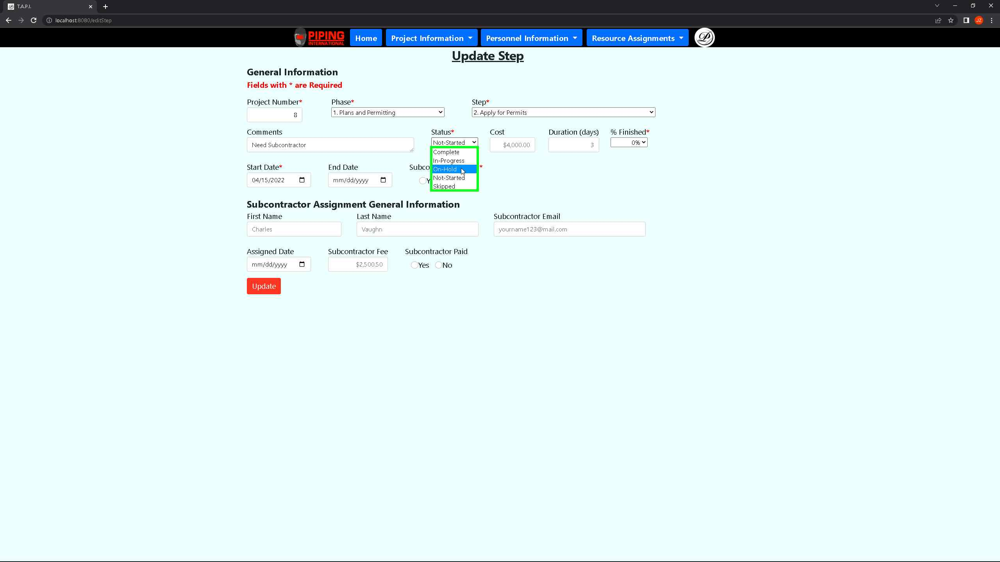 T.A.P.I.
localhost:8080/editStep
JZ
PIPING
INTERNATIONAL
Home
Project Information
Personnel Information
Resource Assignments
Update Step
General Information
Fields with * are Required
Project Number* Phase* Step*
8 1. Plans and Permitting 2. Apply for Permits
Comments Status* Cost Duration (days) % Finished*
Need Subcontractor Not-Started $4,000.00 3 0%
Complete
In-Progress
On-Hold
Not-Started
Skipped
Start Date* End Date Subco *
04/15/2022 mm/dd/yyyy Y
Subcontractor Assignment General Information
First Name Last Name Subcontractor Email
Charles Vaughn yourname123@mail.com
Assigned Date Subcontractor Fee Subcontractor Paid
mm/dd/yyyy $2,500.50 Yes No
Update